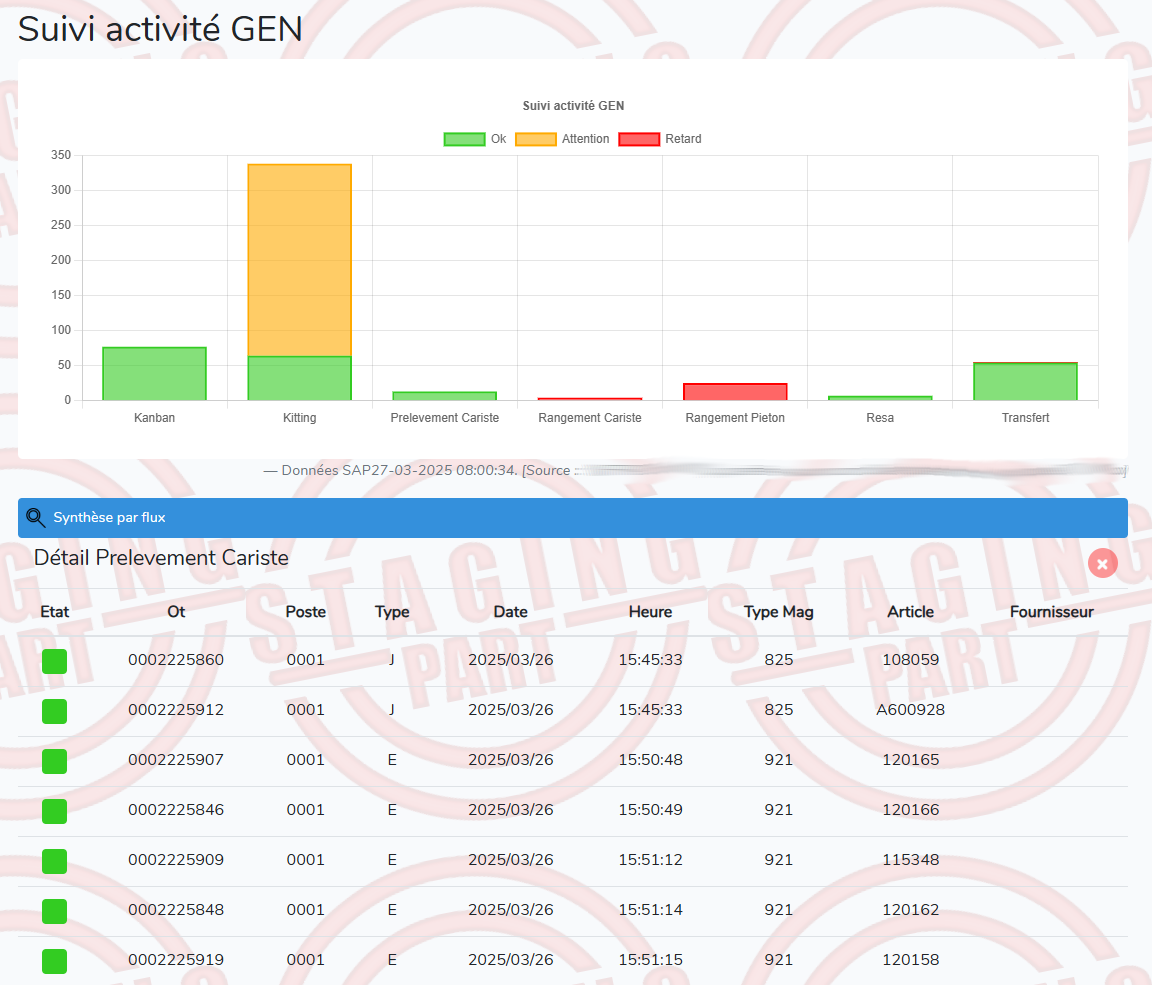 Suivi activité GEN
Suivi activité GEN
Ok Attention Retard
350
300
250
200
150
100
50
0
Kanban Kitting Prelevement Cariste Rangement Cariste Rangement Pieton Resa Transfert
— Données SAP27-03-2025 08:00:34. [Source : ]
Synthèse par flux
Détail Prelevement Cariste
Etat Ot Poste Type Date Heure Type Mag Article Fournisseur
0002225860 0001 J 2025/03/26 15:45:33 825 108059
0002225912 0001 J 2025/03/26 15:45:33 825 A600928
0002225907 0001 E 2025/03/26 15:50:48 921 120165
0002225846 0001 E 2025/03/26 15:50:49 921 120166
0002225909 0001 E 2025/03/26 15:51:12 921 115348
0002225848 0001 E 2025/03/26 15:51:14 921 120162
0002225919 0001 E 2025/03/26 15:51:15 921 120158
STAGING PART